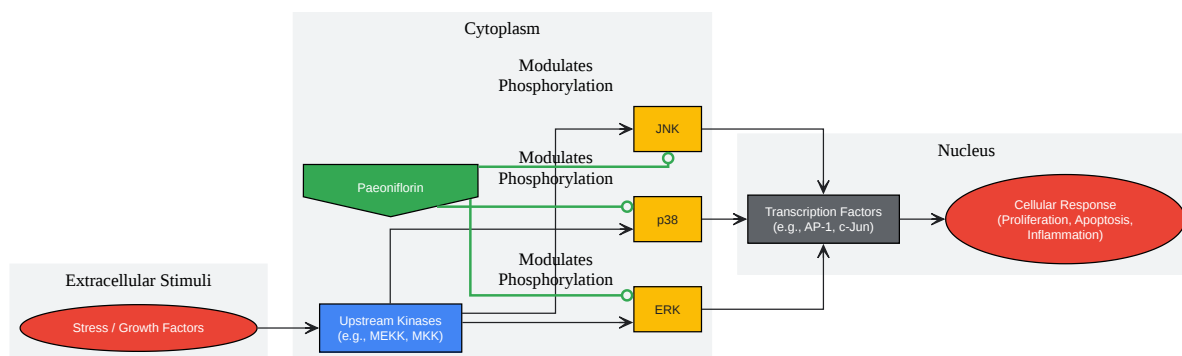 Cytoplasm
Modulates
Phosphorylation
JNK
Nucleus
Modulates
Phosphorylation
Paeoniflorin
p38
Transcription Factors
(e.g., AP-1, c-Jun)
Cellular Response
(Proliferation, Apoptosis,
Inflammation)
Modulates
Phosphorylation
Extracellular Stimuli
ERK
Stress / Growth Factors
Upstream Kinases
(e.g., MEKK, MKK)